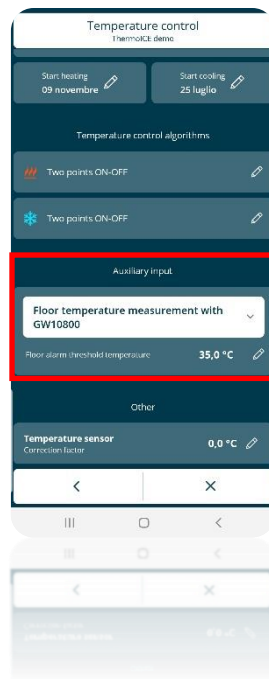 Temperature control
ThermoICE demo
Start heating
09 novembre
Start cooling
25 luglio
Temperature control algorithms
Two points ON-OFF
Two points ON-OFF
Auxiliary input
Floor temperature measurement with
GW10800
Floor alarm threshold temperature
35,0 °C
Other
Temperature sensor
Correction factor
0,0 °C